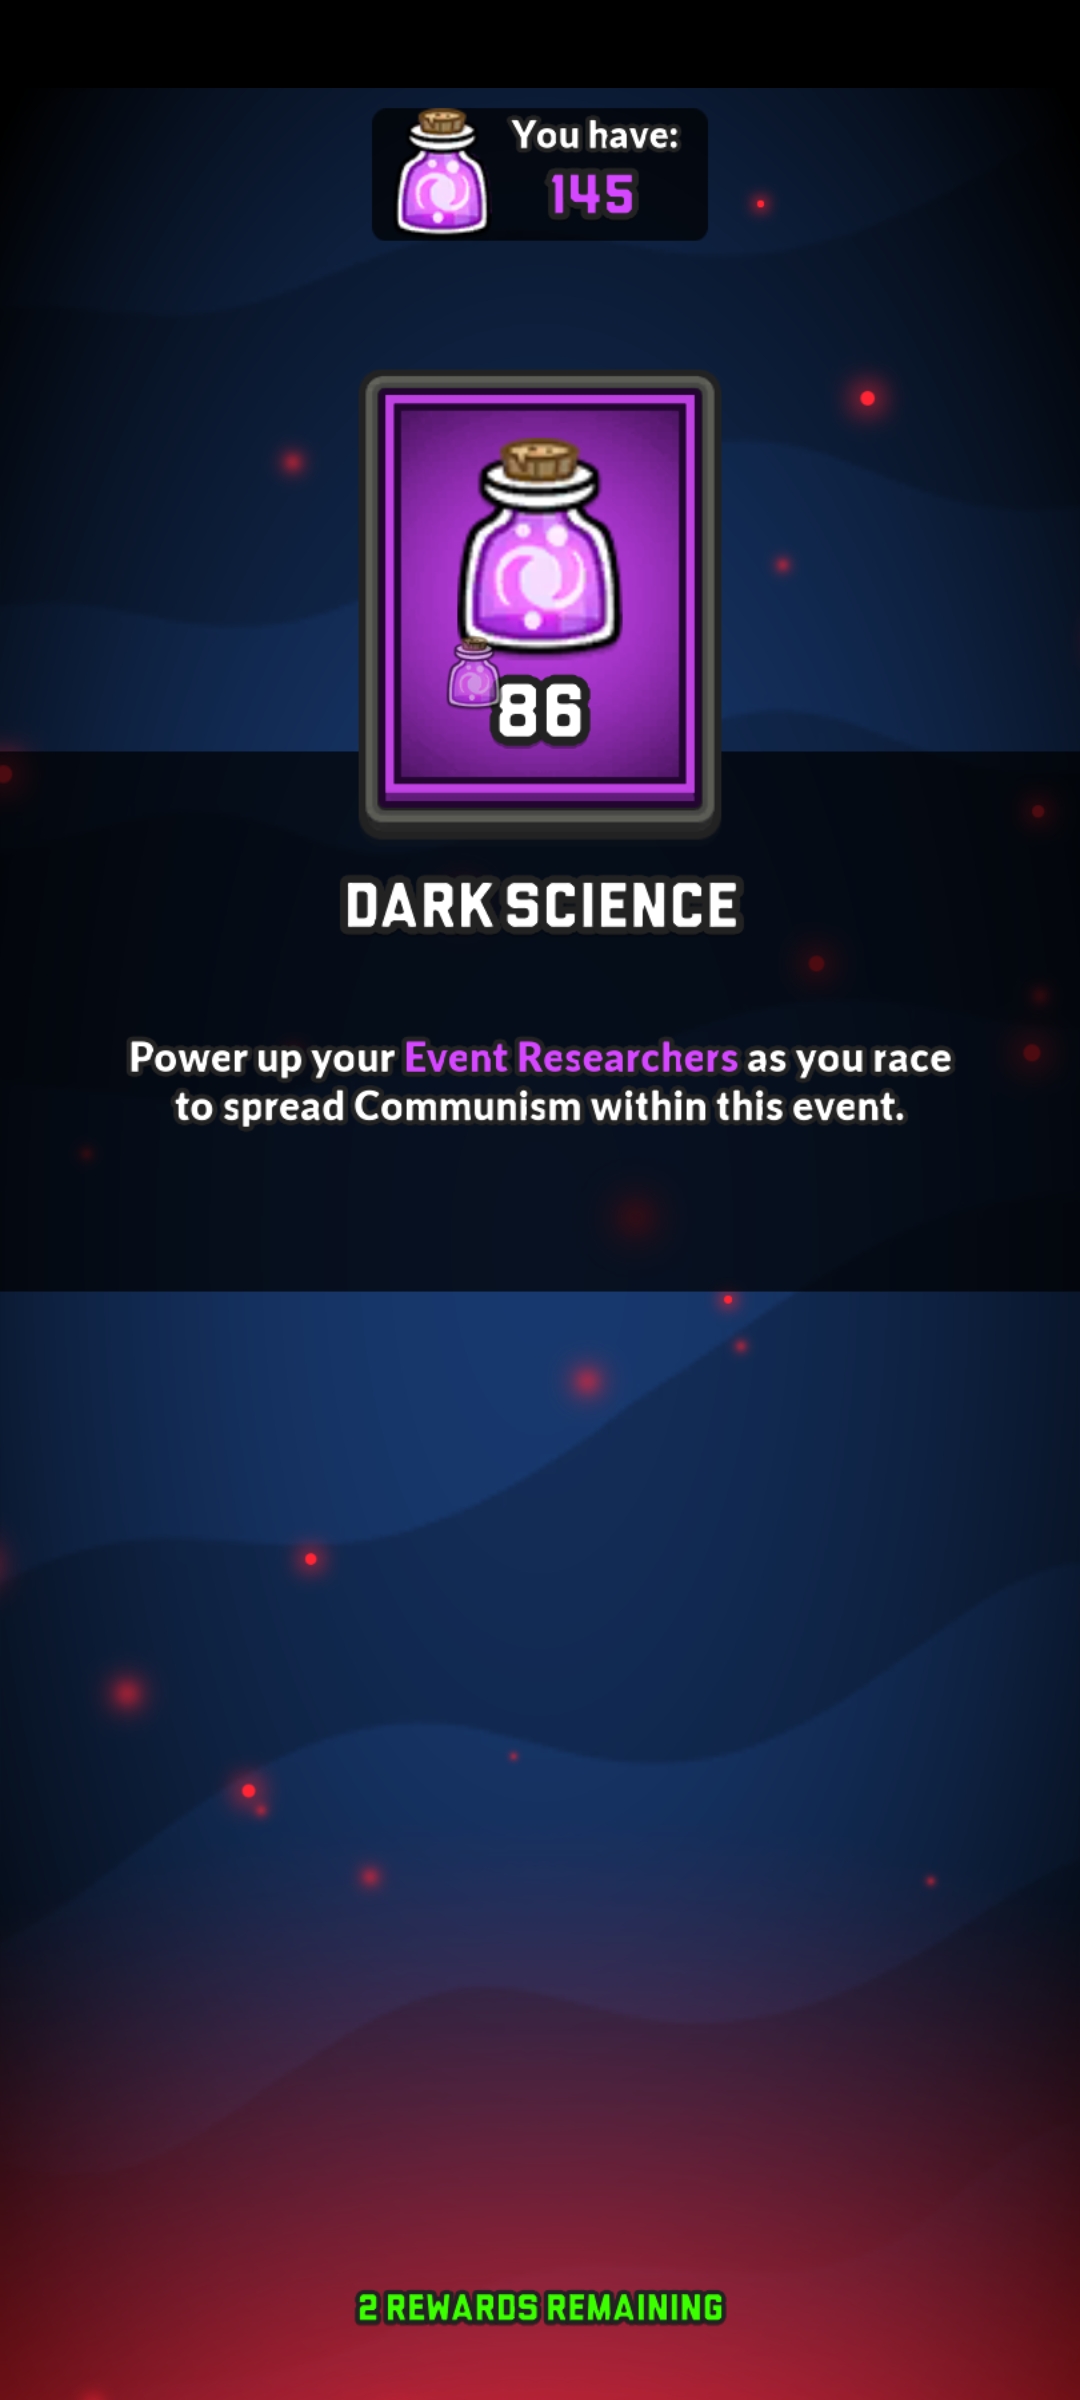 You have:
145
86
DARK SCIENCE
Power up your Event Researchers as you race
to spread Communism within this event.
2 REWARDS REMAINING